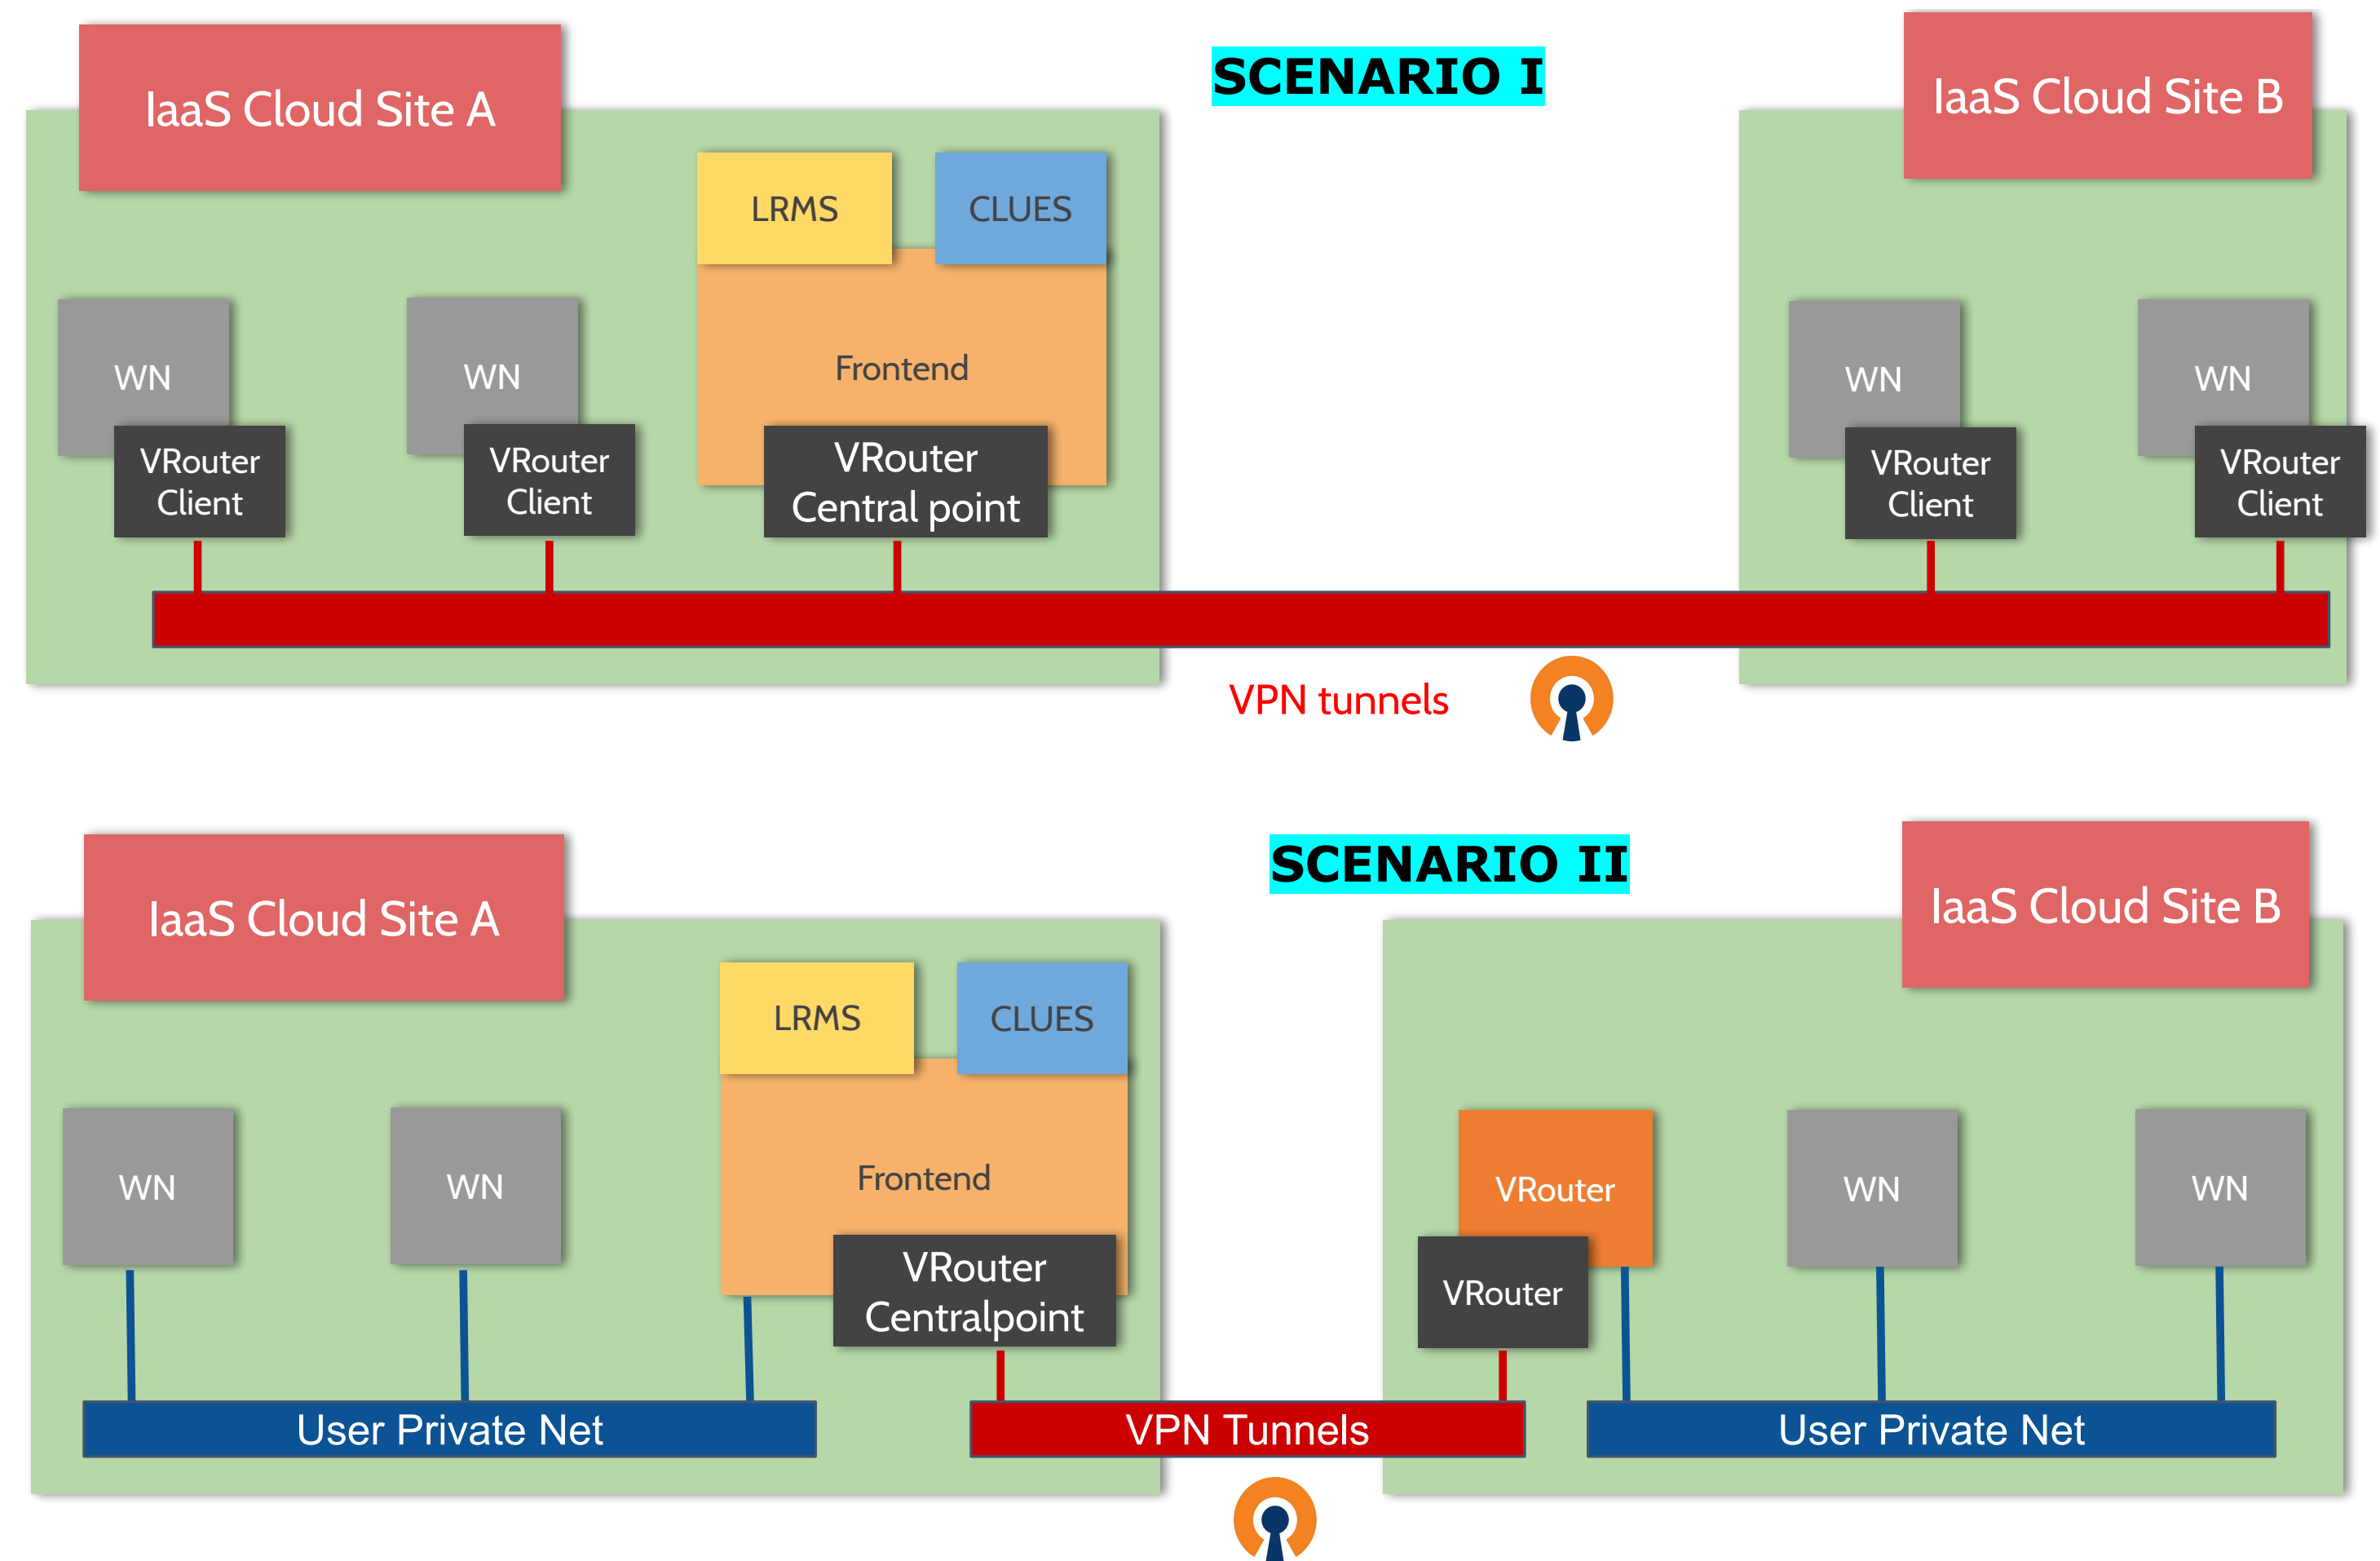 SCENARIO I
IaaS Cloud Site A
IaaS Cloud Site B
LRMS
CLUES
WN
WN
Frontend
WN
WN
VRouter
Client
VRouter
Client
VRouter
Central point
VRouter
Client
VRouter
Client
VPN tunnels
SCENARIO II
IaaS Cloud Site A
IaaS Cloud Site B
LRMS
CLUES
WN
WN
Frontend
VRouter
WN
WN
VRouter
Centralpoint
VRouter
User Private Net
VPN Tunnels
User Private Net